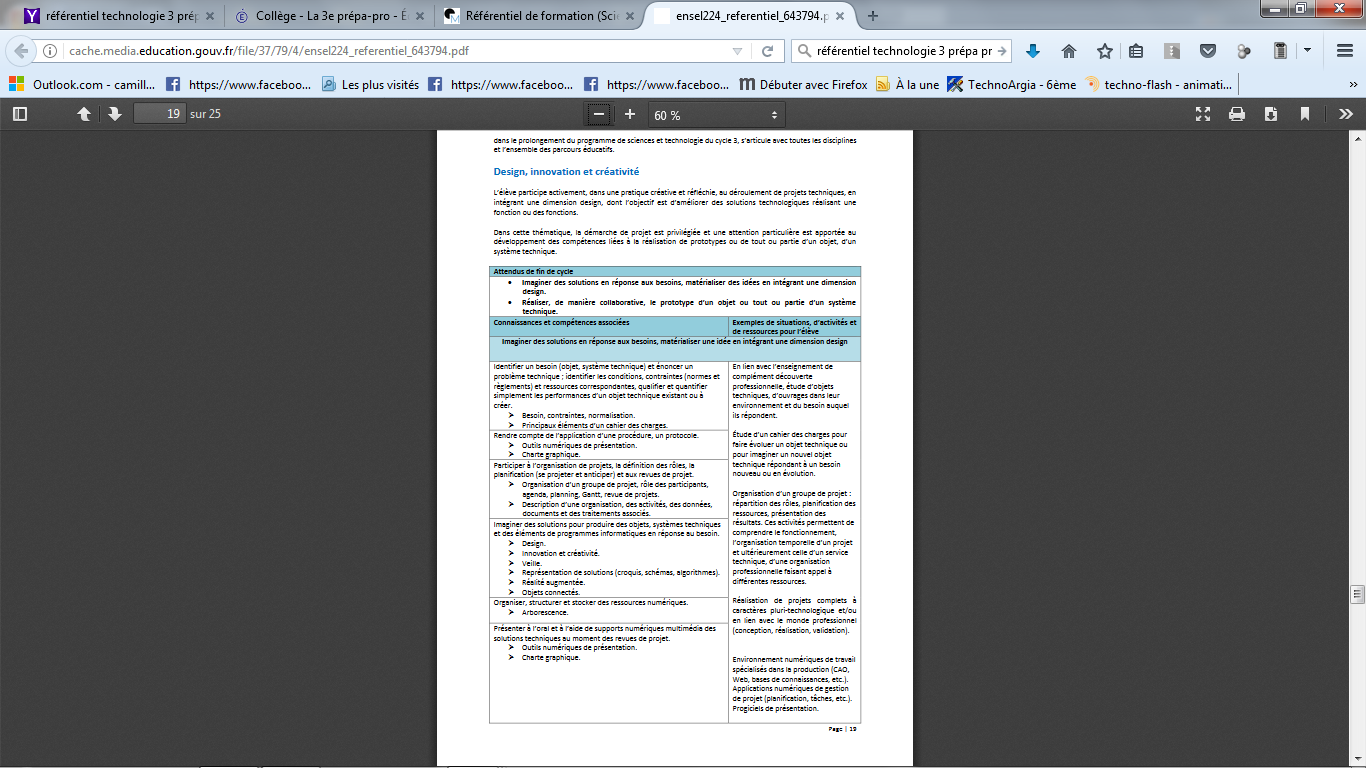 référentiel technologie 3 prép
Collège - La 3e prépa-pro - É
Référentiel de formation (Scie
ensel224_referentiel_643794.p
cache.media.education.gouv.fr/file/37/79/4/ensel224_referentiel_643794.pdf
référentiel technologie 3 prépa pr
Outlook.com - camill...
https://www.faceboo...
Les plus visités
https://www.faceboo...
https://www.faceboo...
Débuter avec Firefox
À la une
TechnoArgia - 6ème
techno-flash - animati...
19 sur 25
60 %
dans le prolongement du programme de sciences et technologie du cycle 3, s'articule avec toutes les disciplines
et l'ensemble des parcours éducatifs.
Design, innovation et créativité
L'élève participe activement, dans une pratique créative et réfléchie, au déroulement de projets techniques, en
intégrant une dimension design, dont l'objectif est d'améliorer des solutions technologiques réalisant une
fonction ou des fonctions.
Dans cette thématique, la démarche de projet est privilégiée et une attention particulière est apportée au
développement des compétences liées à la réalisation de prototypes ou de tout ou partie d'un objet, d'un
système technique.
Attendus de fin de cycle
• Imaginer des solutions en réponse aux besoins, matérialiser des idées en intégrant une dimension
design.
• Réaliser, de manière collaborative, le prototype d'un objet ou tout ou partie d'un système
technique.
Connaissances et compétences associées
Exemples de situations, d'activités et
de ressources pour l'élève
Imaginer des solutions en réponse aux besoins, matérialiser une idée en intégrant une dimension design
Identifier un besoin (objet, système technique) et énoncer un
problème technique ; identifier les conditions, contraintes (normes et
règlements) et ressources correspondantes, qualifier et quantifier
simplement les performances d'un objet technique existant ou à
créer.
➢ Besoin, contraintes, normalisation.
➢ Principaux éléments d'un cahier des charges.
Rendre compte de l'application d'une procédure, un protocole.
➢ Outils numériques de présentation.
➢ Charte graphique.
Participer à l'organisation de projets, la définition des rôles, la
planification (se projeter et anticiper) et aux revues de projet.
➢ Organisation d'un groupe de projet, rôle des participants,
agenda, planning, Gantt, revue de projets.
➢ Description d'une organisation, des activités, des données,
documents et des traitements associés.
Imaginer des solutions pour produire des objets, systèmes techniques
et des éléments de programmes informatiques en réponse au besoin.
➢ Design.
➢ Innovation et créativité.
➢ Veille.
➢ Représentation de solutions (croquis, schémas, algorithmes).
➢ Réalité augmentée.
➢ Objets connectés.
Organiser, structurer et stocker des ressources numériques.
➢ Arborescence.
Présenter à l'oral et à l'aide de supports numériques multimédia des
solutions techniques au moment des revues de projet.
➢ Outils numériques de présentation.
➢ Charte graphique.
En lien avec l'enseignement de
complément découverte
professionnelle, étude d'objets
techniques, d'ouvrages dans leur
environnement et du besoin auquel
ils répondent.
Étude d'un cahier des charges pour
faire évoluer un objet technique ou
pour imaginer un nouvel objet
technique répondant à un besoin
nouveau ou en évolution.
Organisation d'un groupe de projet :
répartition des rôles, planification des
ressources, présentation des
résultats. Ces activités permettent de
comprendre le fonctionnement,
l'organisation temporelle d'un projet
et ultérieurement celle d'un service
technique, d'une organisation
professionnelle faisant appel à
différentes ressources.
Réalisation de projets complets à
caractères pluri-technologique et/ou
en lien avec le monde professionnel
(conception, réalisation, validation).
Environnement numériques de travail
spécialisés dans la production (CAO,
Web, bases de connaissances, etc.).
Applications numériques de gestion
de projet (planification, tâches, etc.).
Progiciels de présentation.
Page | 19